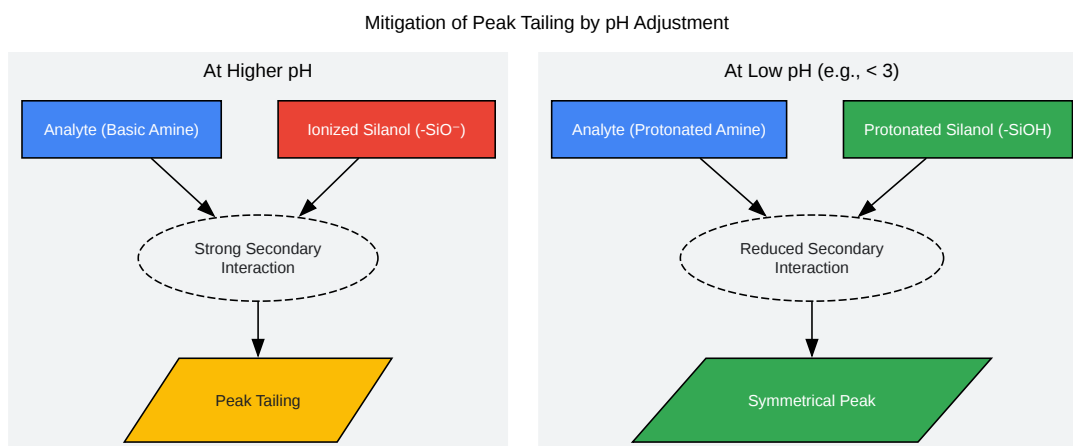 Mitigation of Peak Tailing by pH Adjustment
At Higher pH
Analyte (Basic Amine)
Ionized Silanol (-SiO⁻)
Strong Secondary
Interaction
Peak Tailing
At Low pH (e.g., < 3)
Analyte (Protonated Amine)
Protonated Silanol (-SiOH)
Reduced Secondary
Interaction
Symmetrical Peak